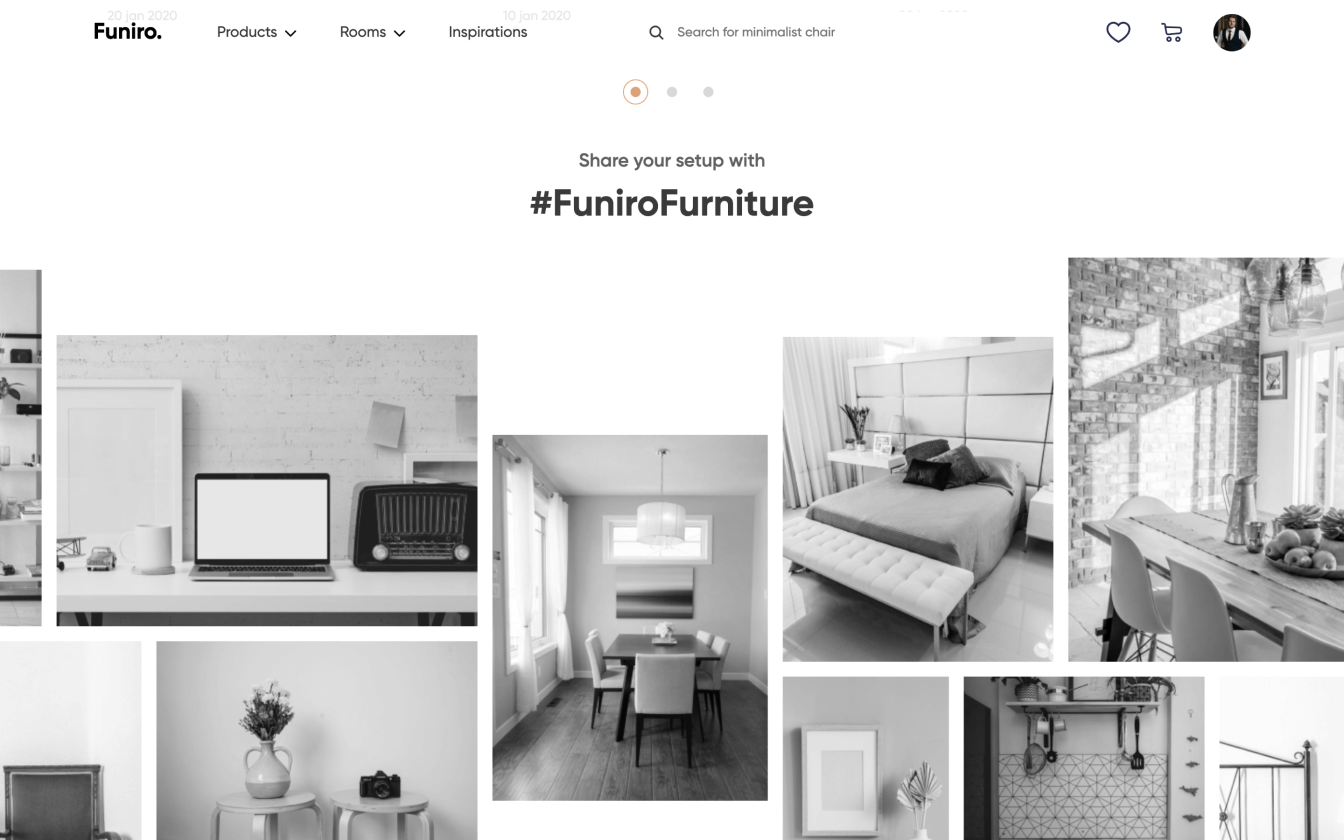 20 jan 2020
10 jan 2020
Funiro.
Products
Rooms
Inspirations
Search for minimalist chair
Share your setup with
#FuniroFurniture